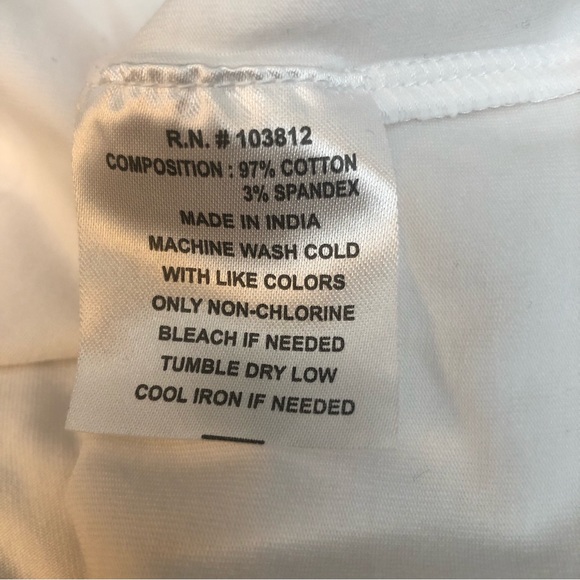 R.N. # 103812
COMPOSITION : 97% COTTON
3% SPANDEX
MADE IN INDIA
MACHINE WASH COLD
WITH LIKE COLORS
ONLY NON-CHLORINE
BLEACH IF NEEDED
TUMBLE DRY LOW
COOL IRON IF NEEDED